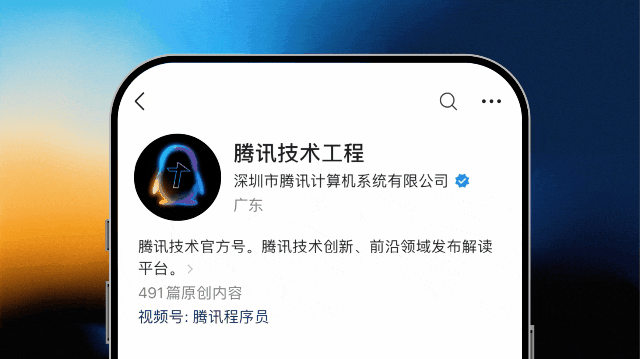 腾讯技术工程
深圳市腾讯计算机系统有限公司
广东
腾讯技术官方号。腾讯技术创新、前沿领域发布解读
平台。
491篇原创内容
视频号: 腾讯程序员